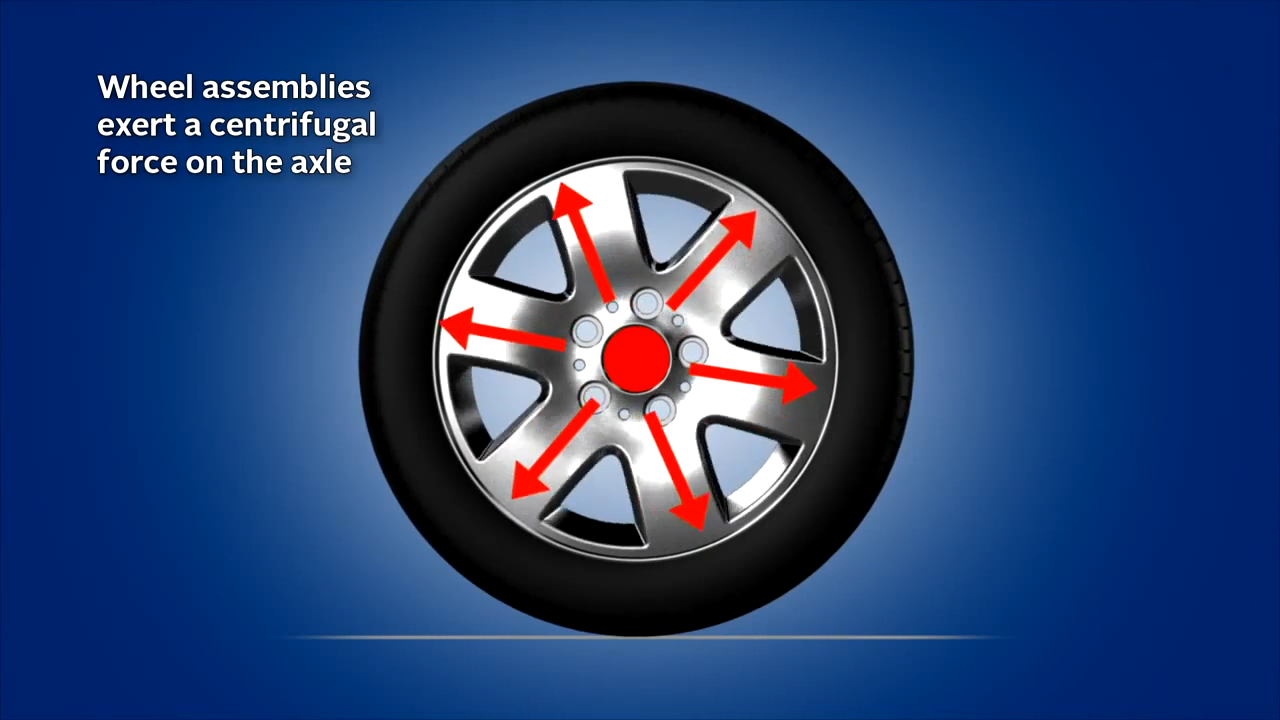 Wheel assemblies
exert a centrifugal
force on the axle